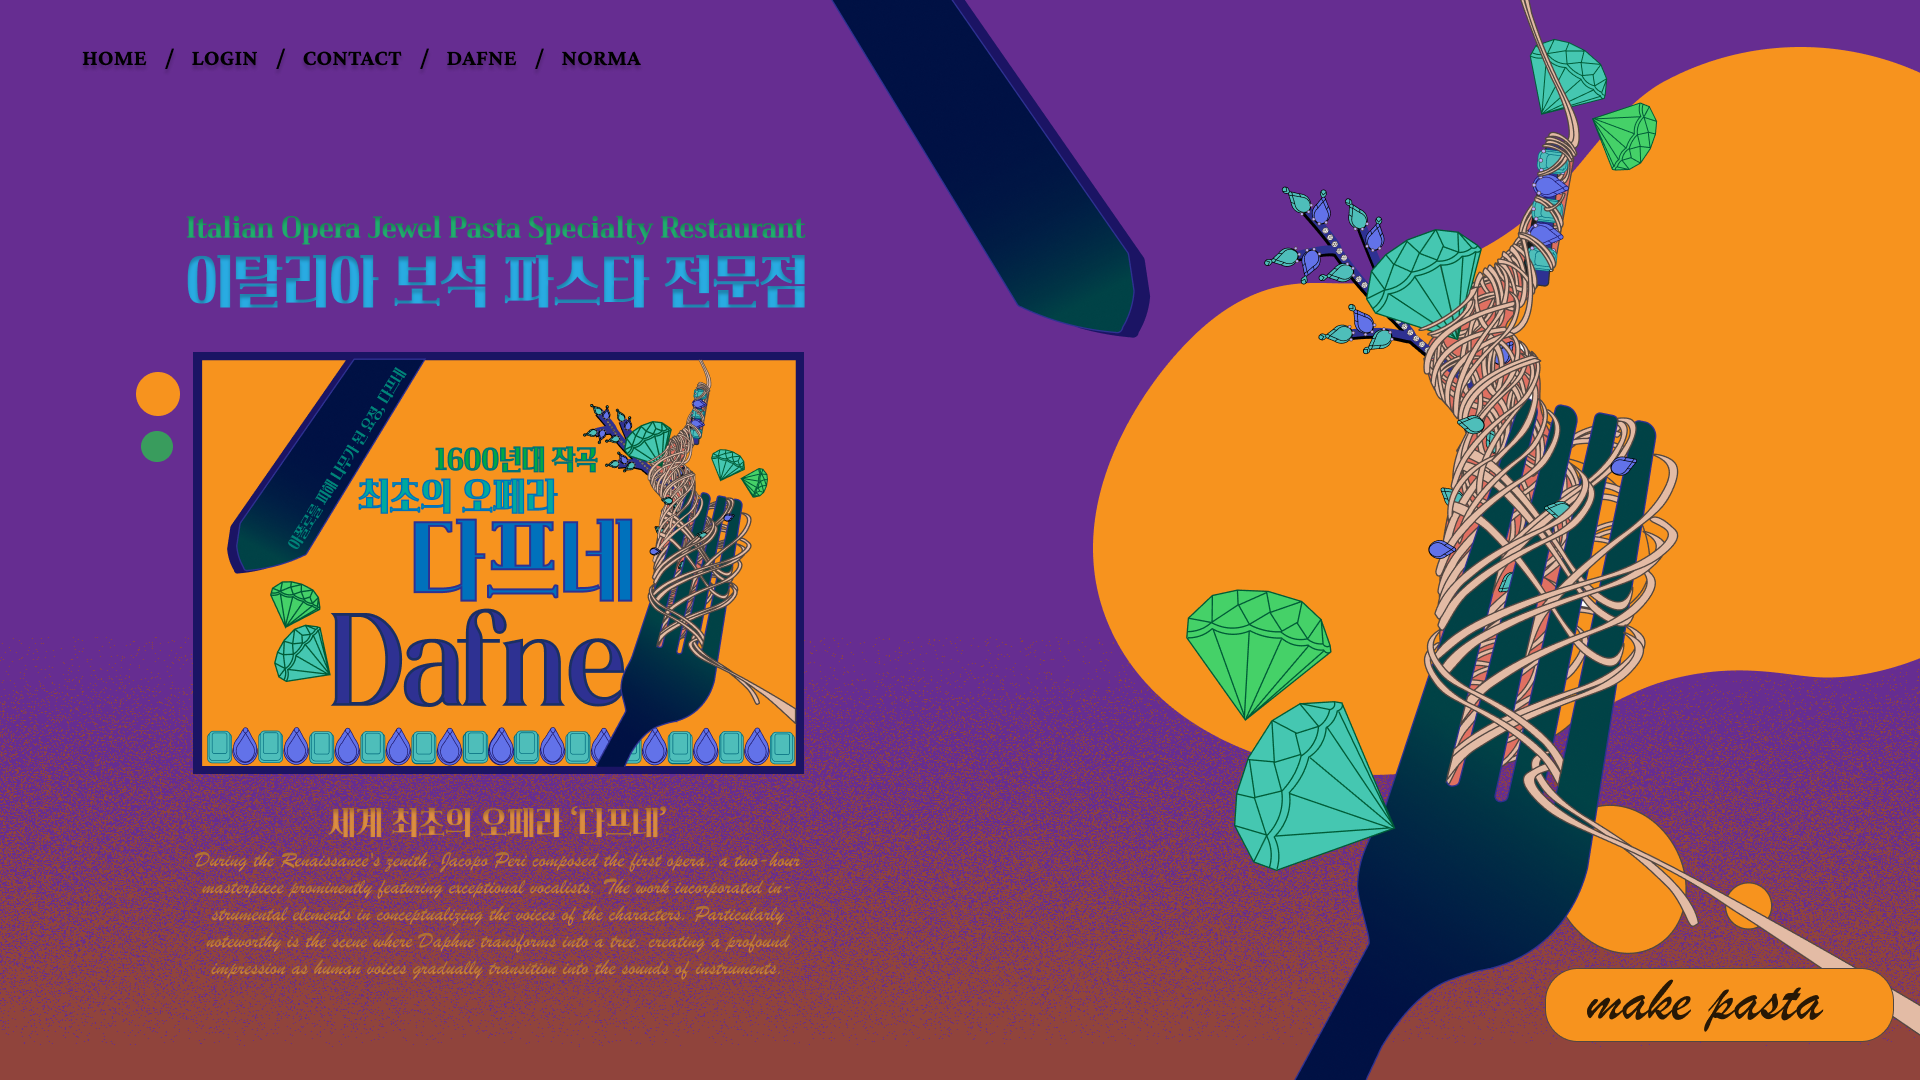 HOME / LOGIN / CONTACT / DAFNE / NORMA
Italian Opera Jewel Pasta Specialty Restaurant
이탈리아 보석 파스타 전문점
아폴로를 피해 나무가 된 요정, 다프네
1600년대 작곡
최초의 오페라
다프네
Dafne
세계 최초의 오페라 ‘다프네’
During the Renaissance's zenith, Jacopo Peri composed the first opera, a two-hour
masterpiece prominently featuring exceptional vocalists. The work incorporated in-
strumental elements in conceptualizing the voices of the characters. Particularly
noteworthy is the scene where Daphne transforms into a tree, creating a profound
impression as human voices gradually transition into the sounds of instruments.
make pasta